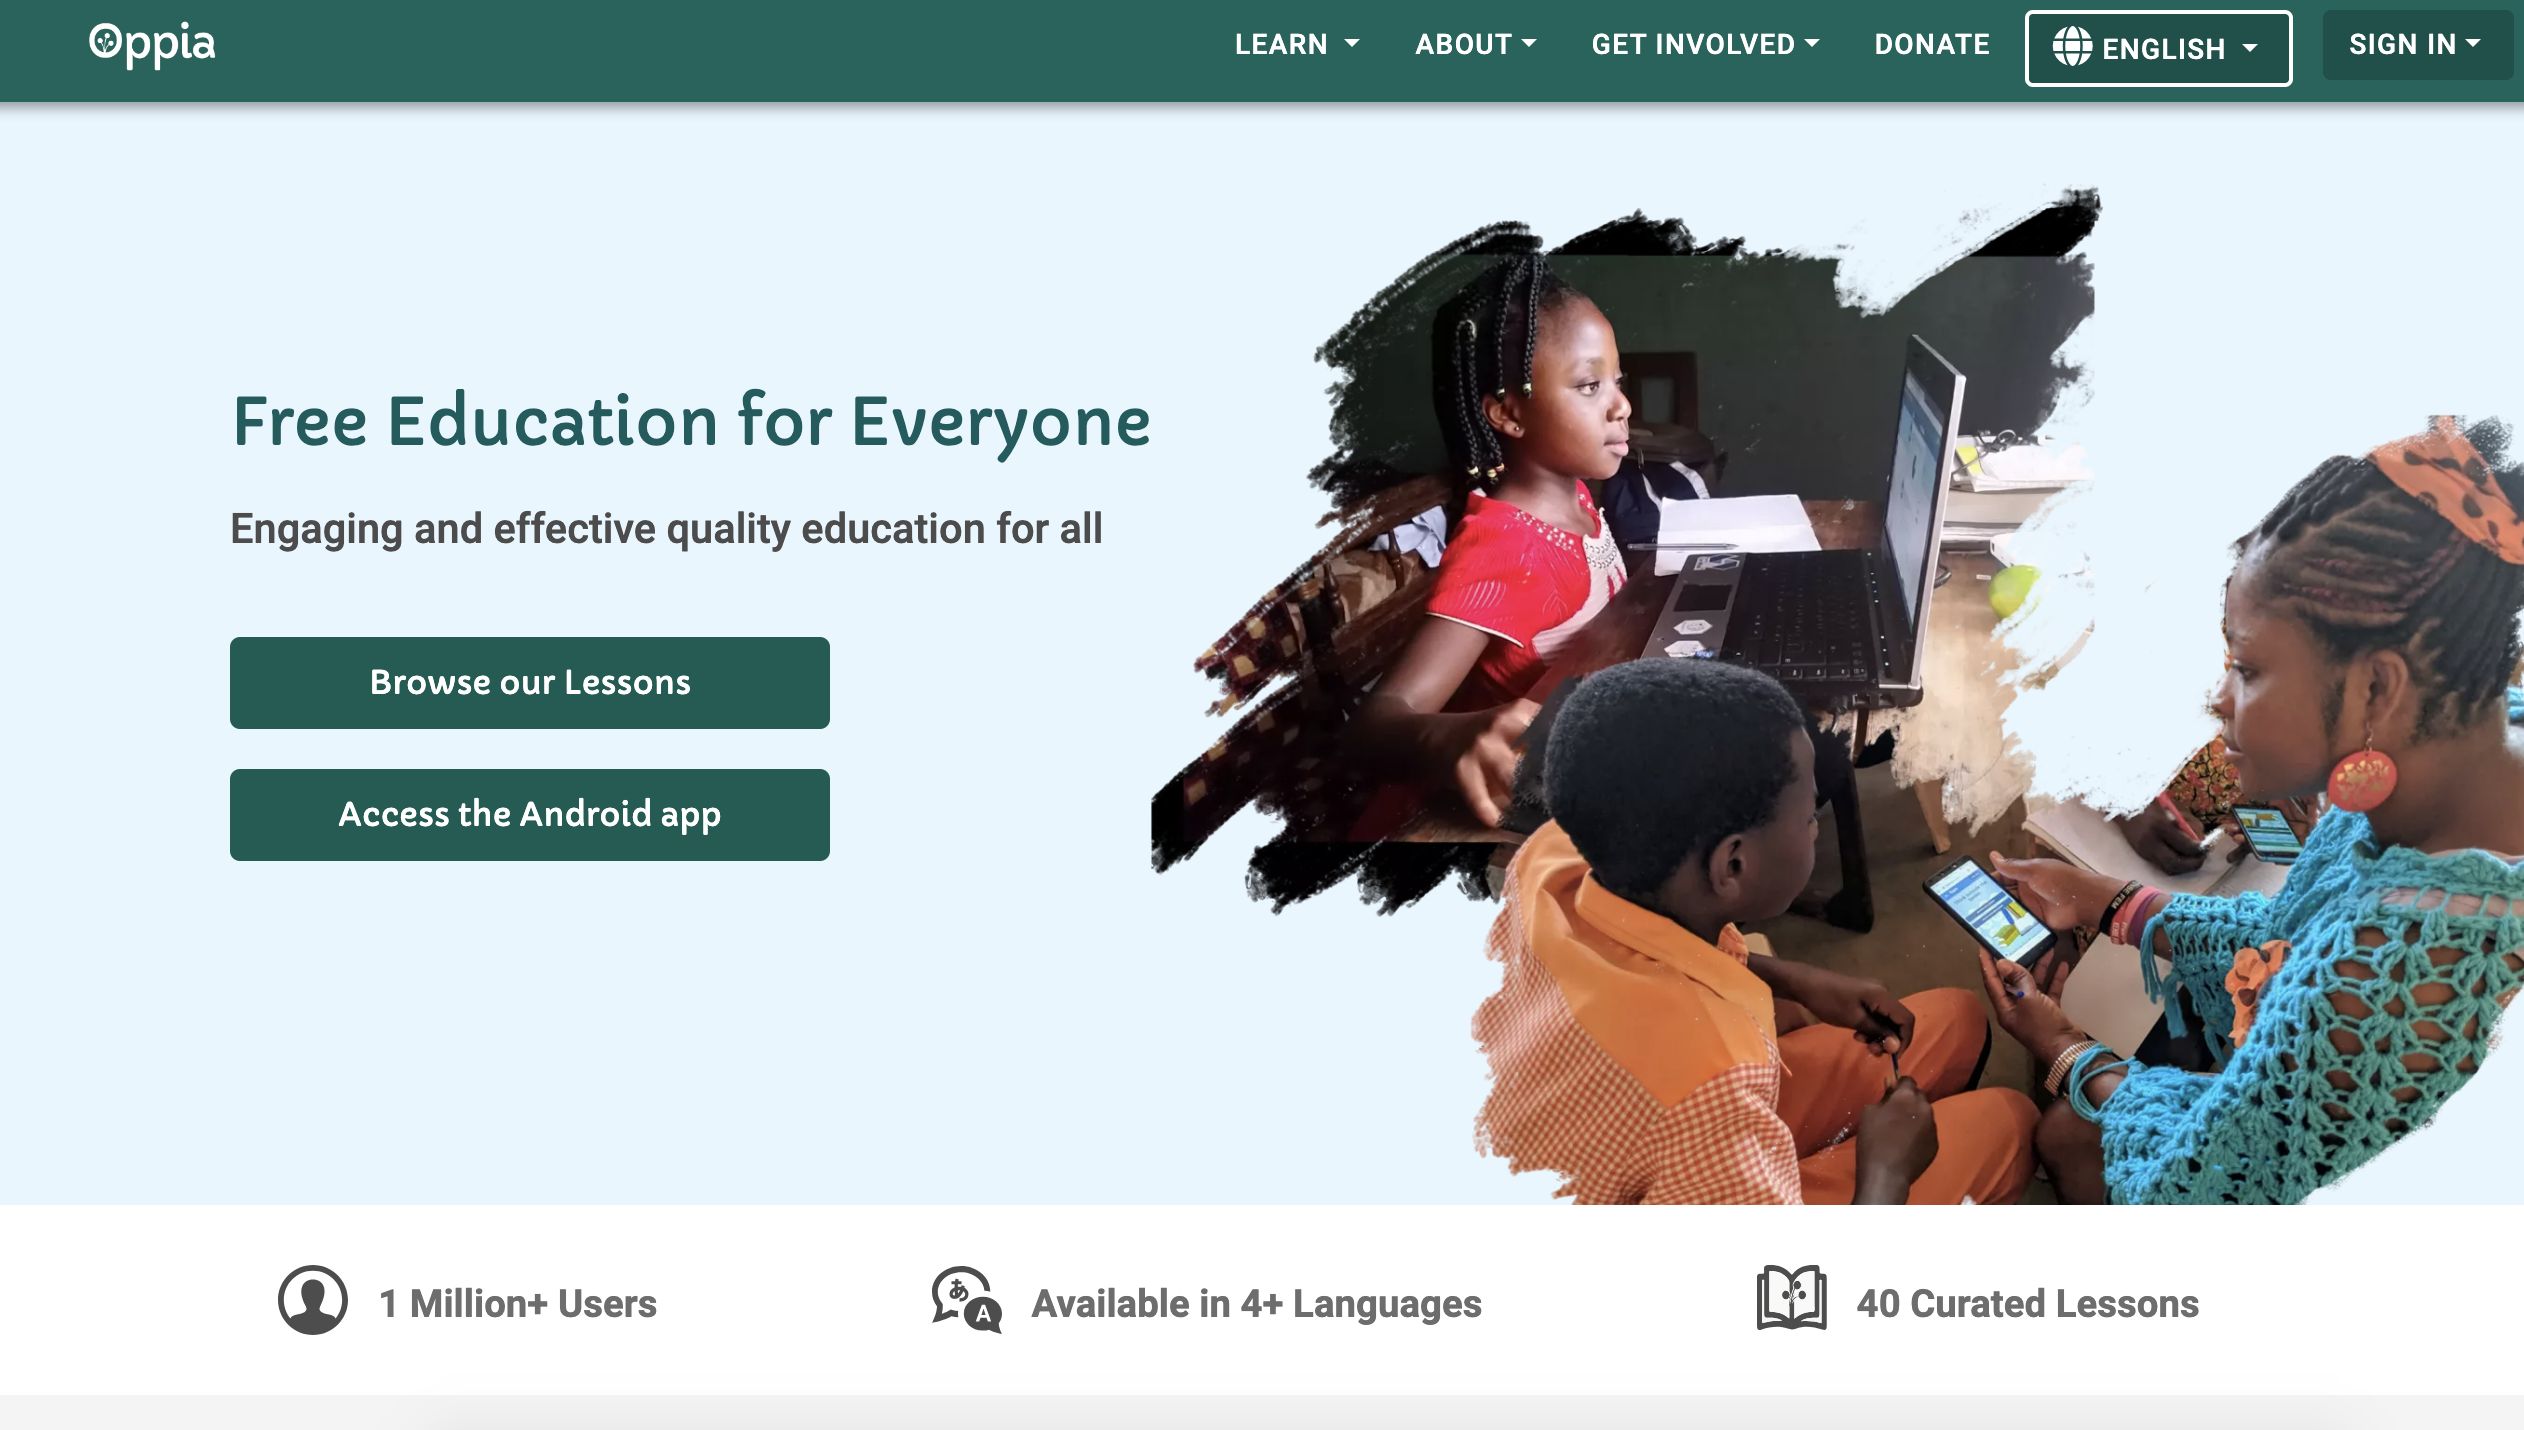 Oppia
LEARN
ABOUT
GET INVOLVED
DONATE
ENGLISH
SIGN IN
Free Education for Everyone
Engaging and effective quality education for all
Browse our Lessons
Access the Android app
1 Million+ Users
あ
A
Available in 4+ Languages
40 Curated Lessons